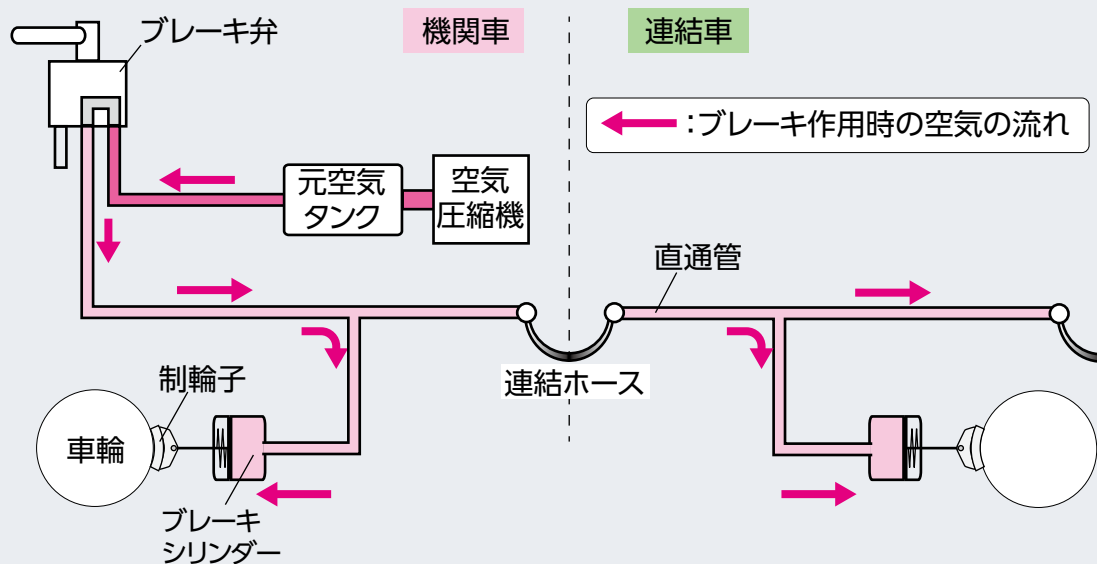 ブレーキ弁
機関車
連結車
:ブレーキ作用時の空気の流れ
元空気
タンク
空気
圧縮機
直通管
連結ホース
制輪子
車輪
ブレーキ
シリンダー